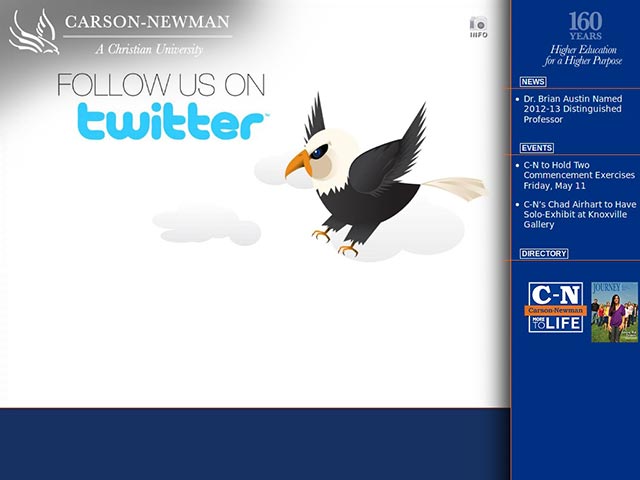 CARSON-NEWMAN
A Christian University
INFO
FOLLOW US ON
twitter
160
YEARS
Higher Education
for a Higher Purpose
NEWS
• Dr. Brian Austin Named
2012-13 Distinguished
Professor
EVENTS
• C-N to Hold Two
Commencement Exercises
Friday, May 11
• C-N's Chad Airhart to Have
Solo-Exhibit at Knoxville
Gallery
DIRECTORY
C-N
Carson-Newman
MORE TO LIFE
JOURNEY